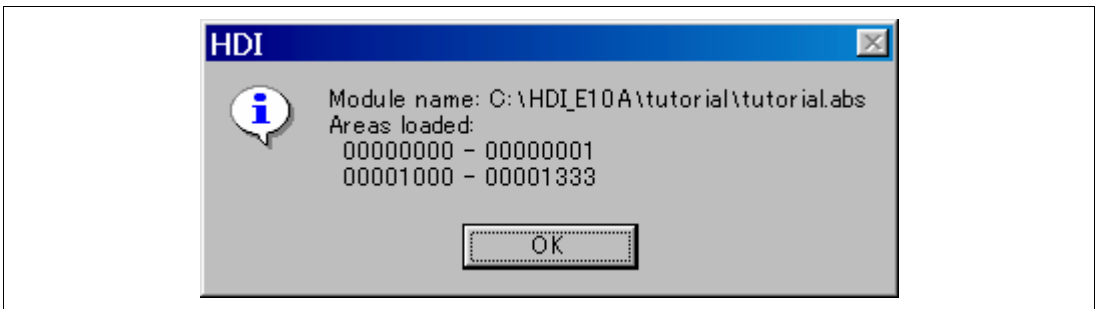 HDI
Module name: C:\HDI_E10A\tutorial\tutorial.abs
Areas loaded:
00000000 - 00000001
00001000 - 00001333
OK